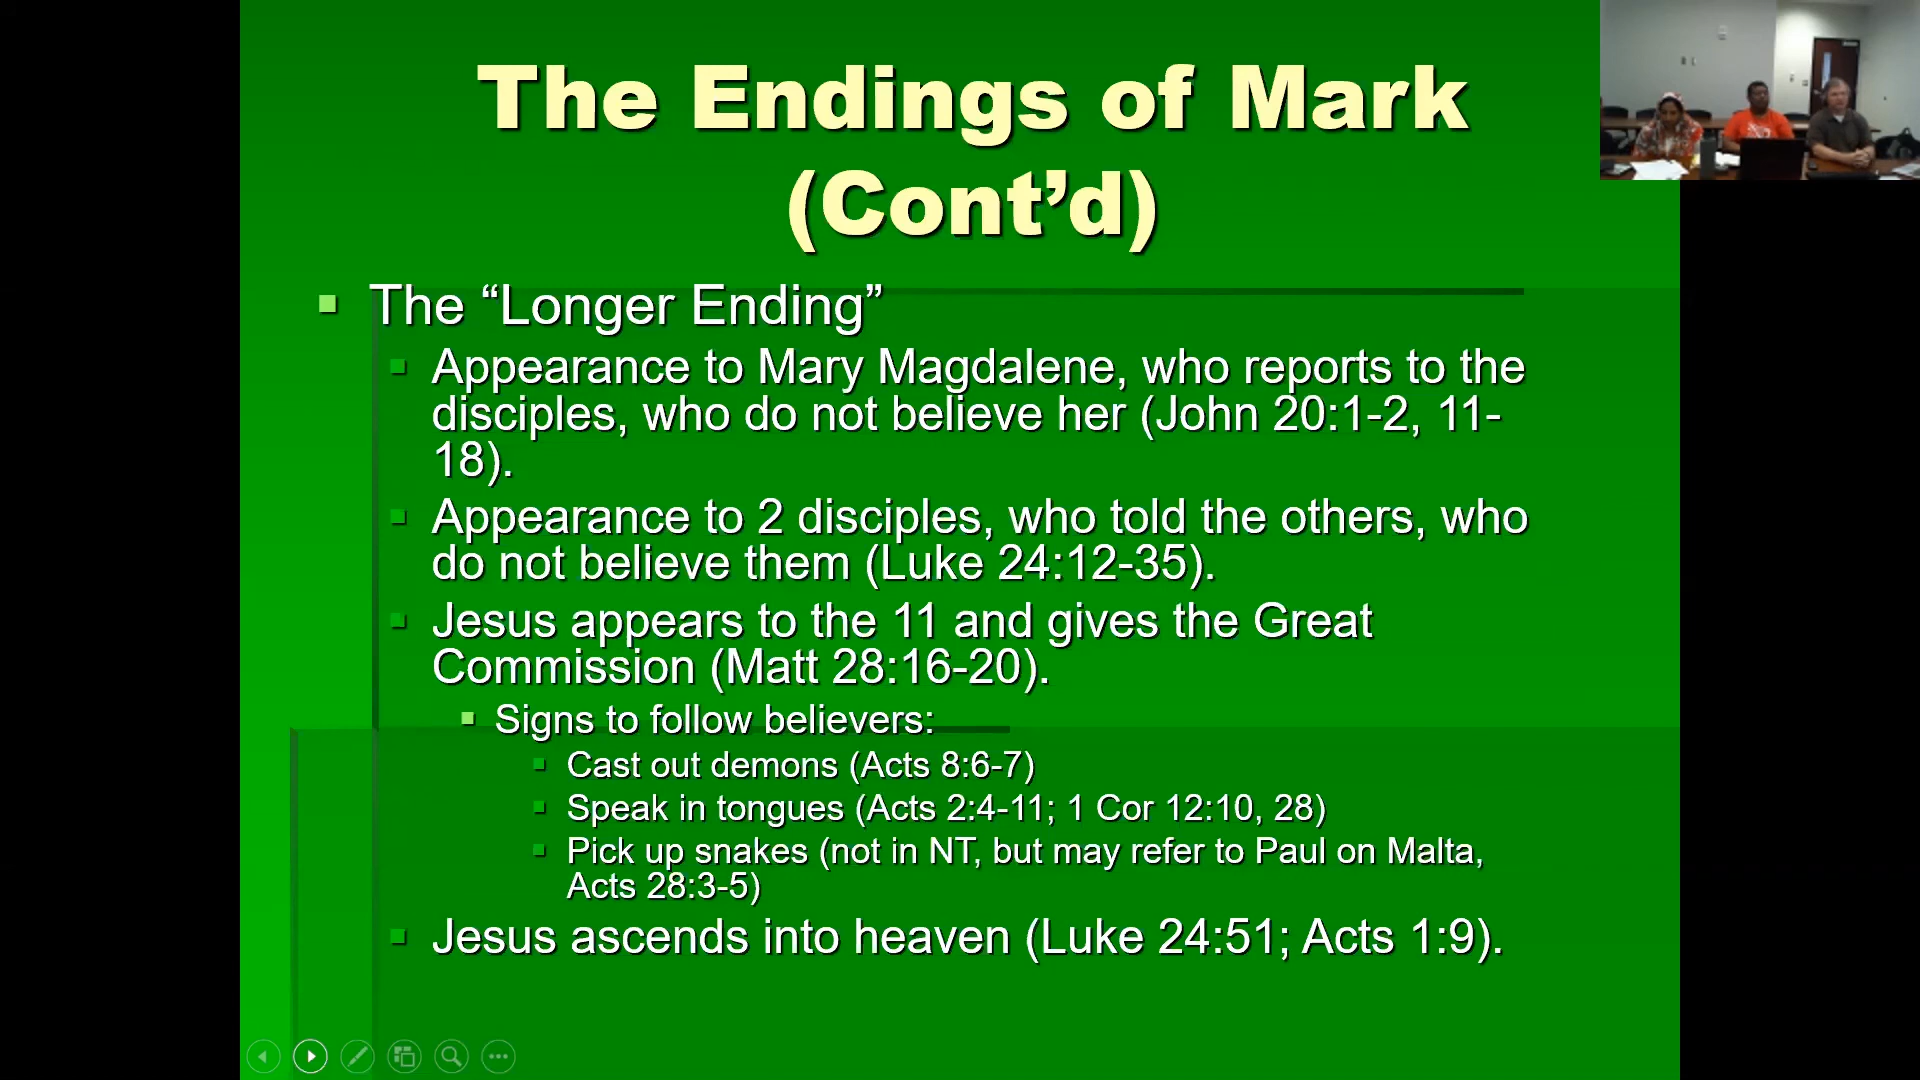 The Endings of Mark
(Cont’d)
The “Longer Ending”
Appearance to Mary Magdalene, who reports to the
disciples, who do not believe her (John 20:1-2, 11-
18).
Appearance to 2 disciples, who told the others, who
do not believe them (Luke 24:12-35).
Jesus appears to the 11 and gives the Great
Commission (Matt 28:16-20).
Signs to follow believers:
Cast out demons (Acts 8:6-7)
Speak in tongues (Acts 2:4-11; 1 Cor 12:10, 28)
Pick up snakes (not in NT, but may refer to Paul on Malta,
Acts 28:3-5)
Jesus ascends into heaven (Luke 24:51; Acts 1:9).